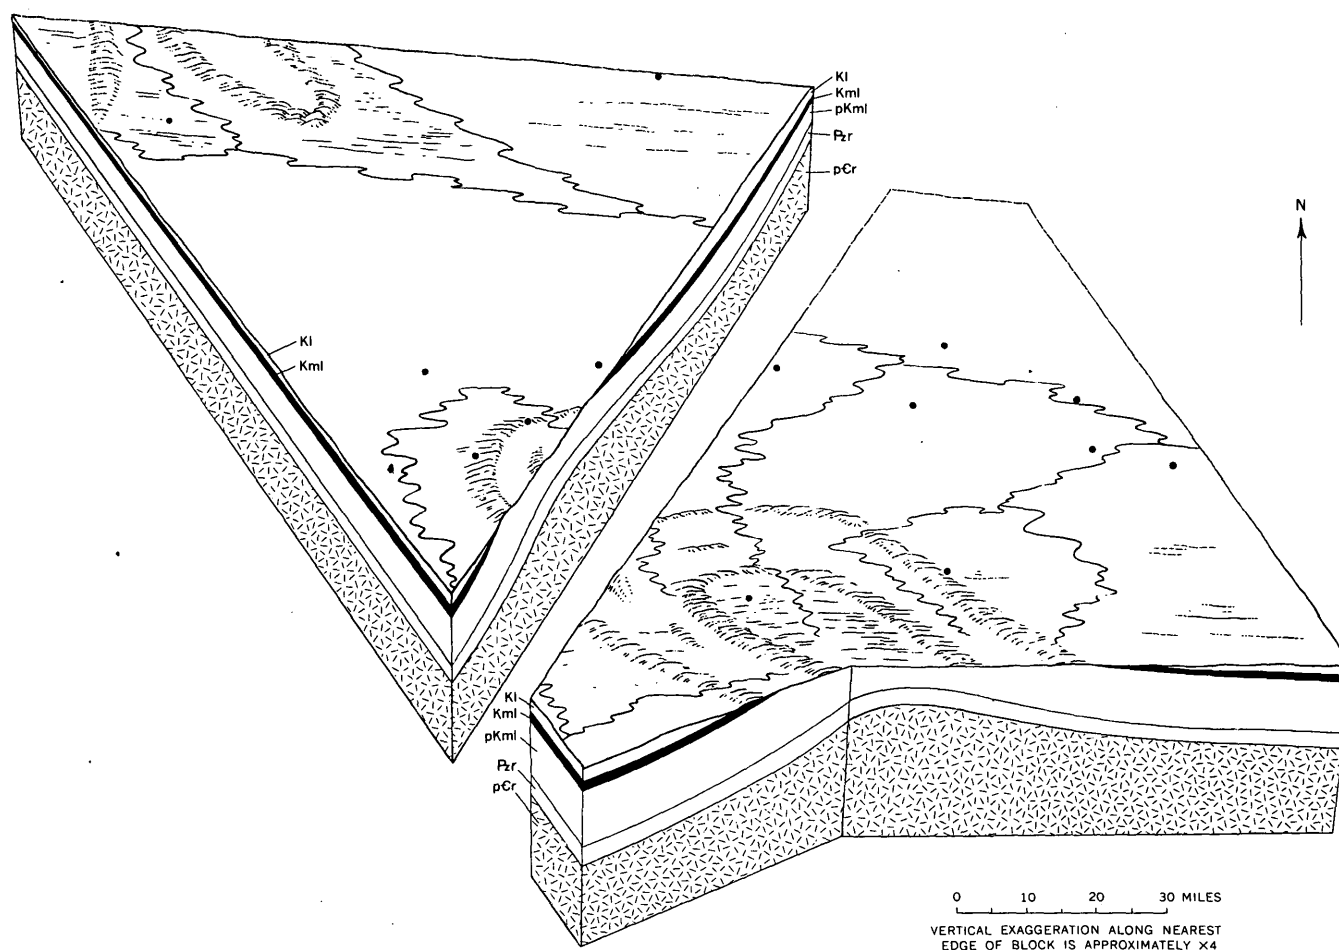 Kl
Kml
pKml
Pzr
p€r
N
Kl
Kml
Kl
Kml
pKml
Pzr
p€r
0 10 20 30 MILES
VERTICAL EXAGGERATION ALONG NEAREST
EDGE OF BLOCK IS APPROXIMATELY ×4